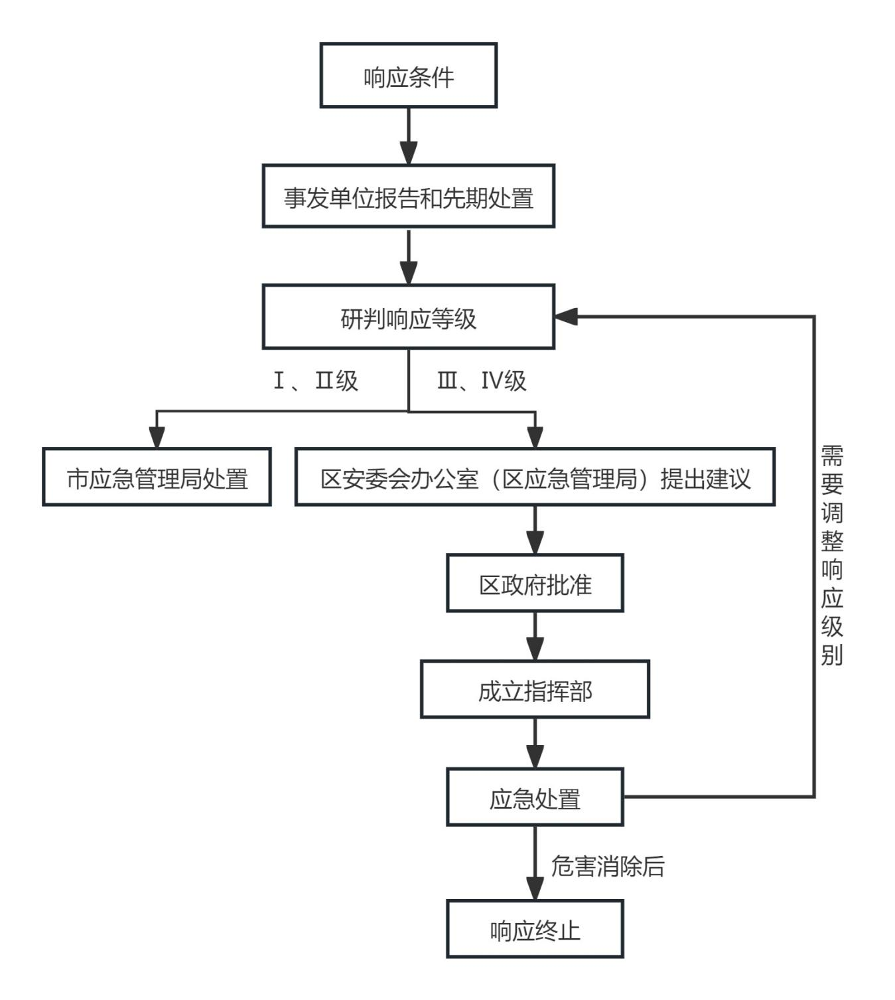 响应条件
事发单位报告和先期处置
研判响应等级
Ⅰ、Ⅱ级
Ⅲ、Ⅳ级
市应急管理局处置
区安委会办公室（区应急管理局）提出建议
需要调整响应级别
区政府批准
成立指挥部
应急处置
危害消除后
响应终止